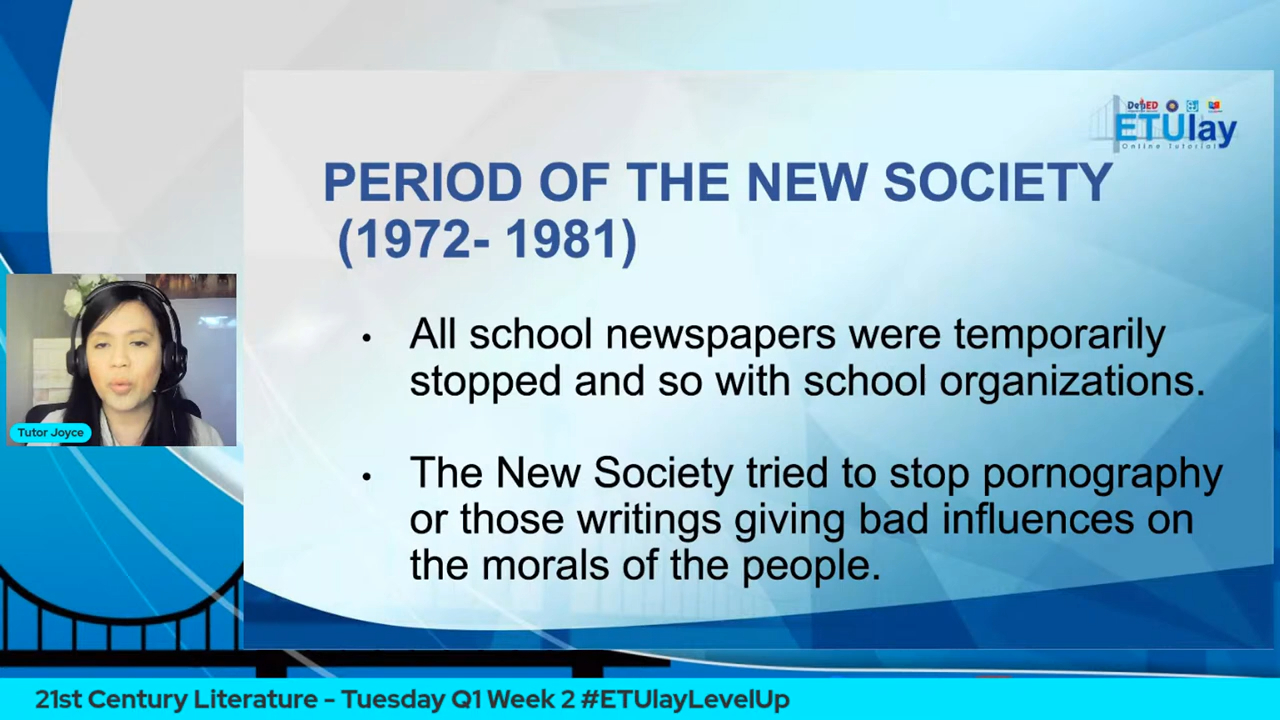 DepED
ETUlay
Online Tutorial
PERIOD OF THE NEW SOCIETY
(1972- 1981)
• All school newspapers were temporarily
stopped and so with school organizations.
• The New Society tried to stop pornography
or those writings giving bad influences on
the morals of the people.
Tutor Joyce
21st Century Literature - Tuesday Q1 Week 2 #ETUlayLevelUp